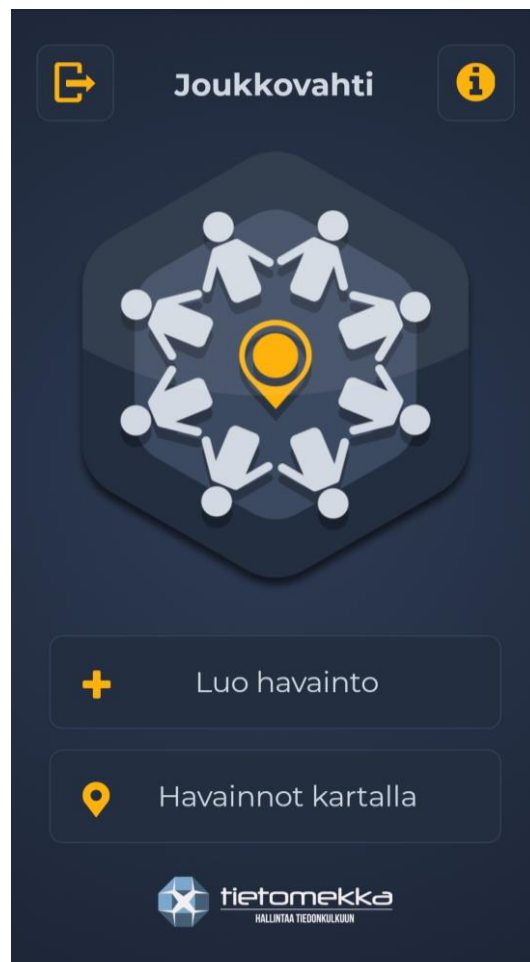 Joukkovahti
Luo havainto
Havainnot kartalla
tietomekka
HALLINTAA TIEDONKULKUUN